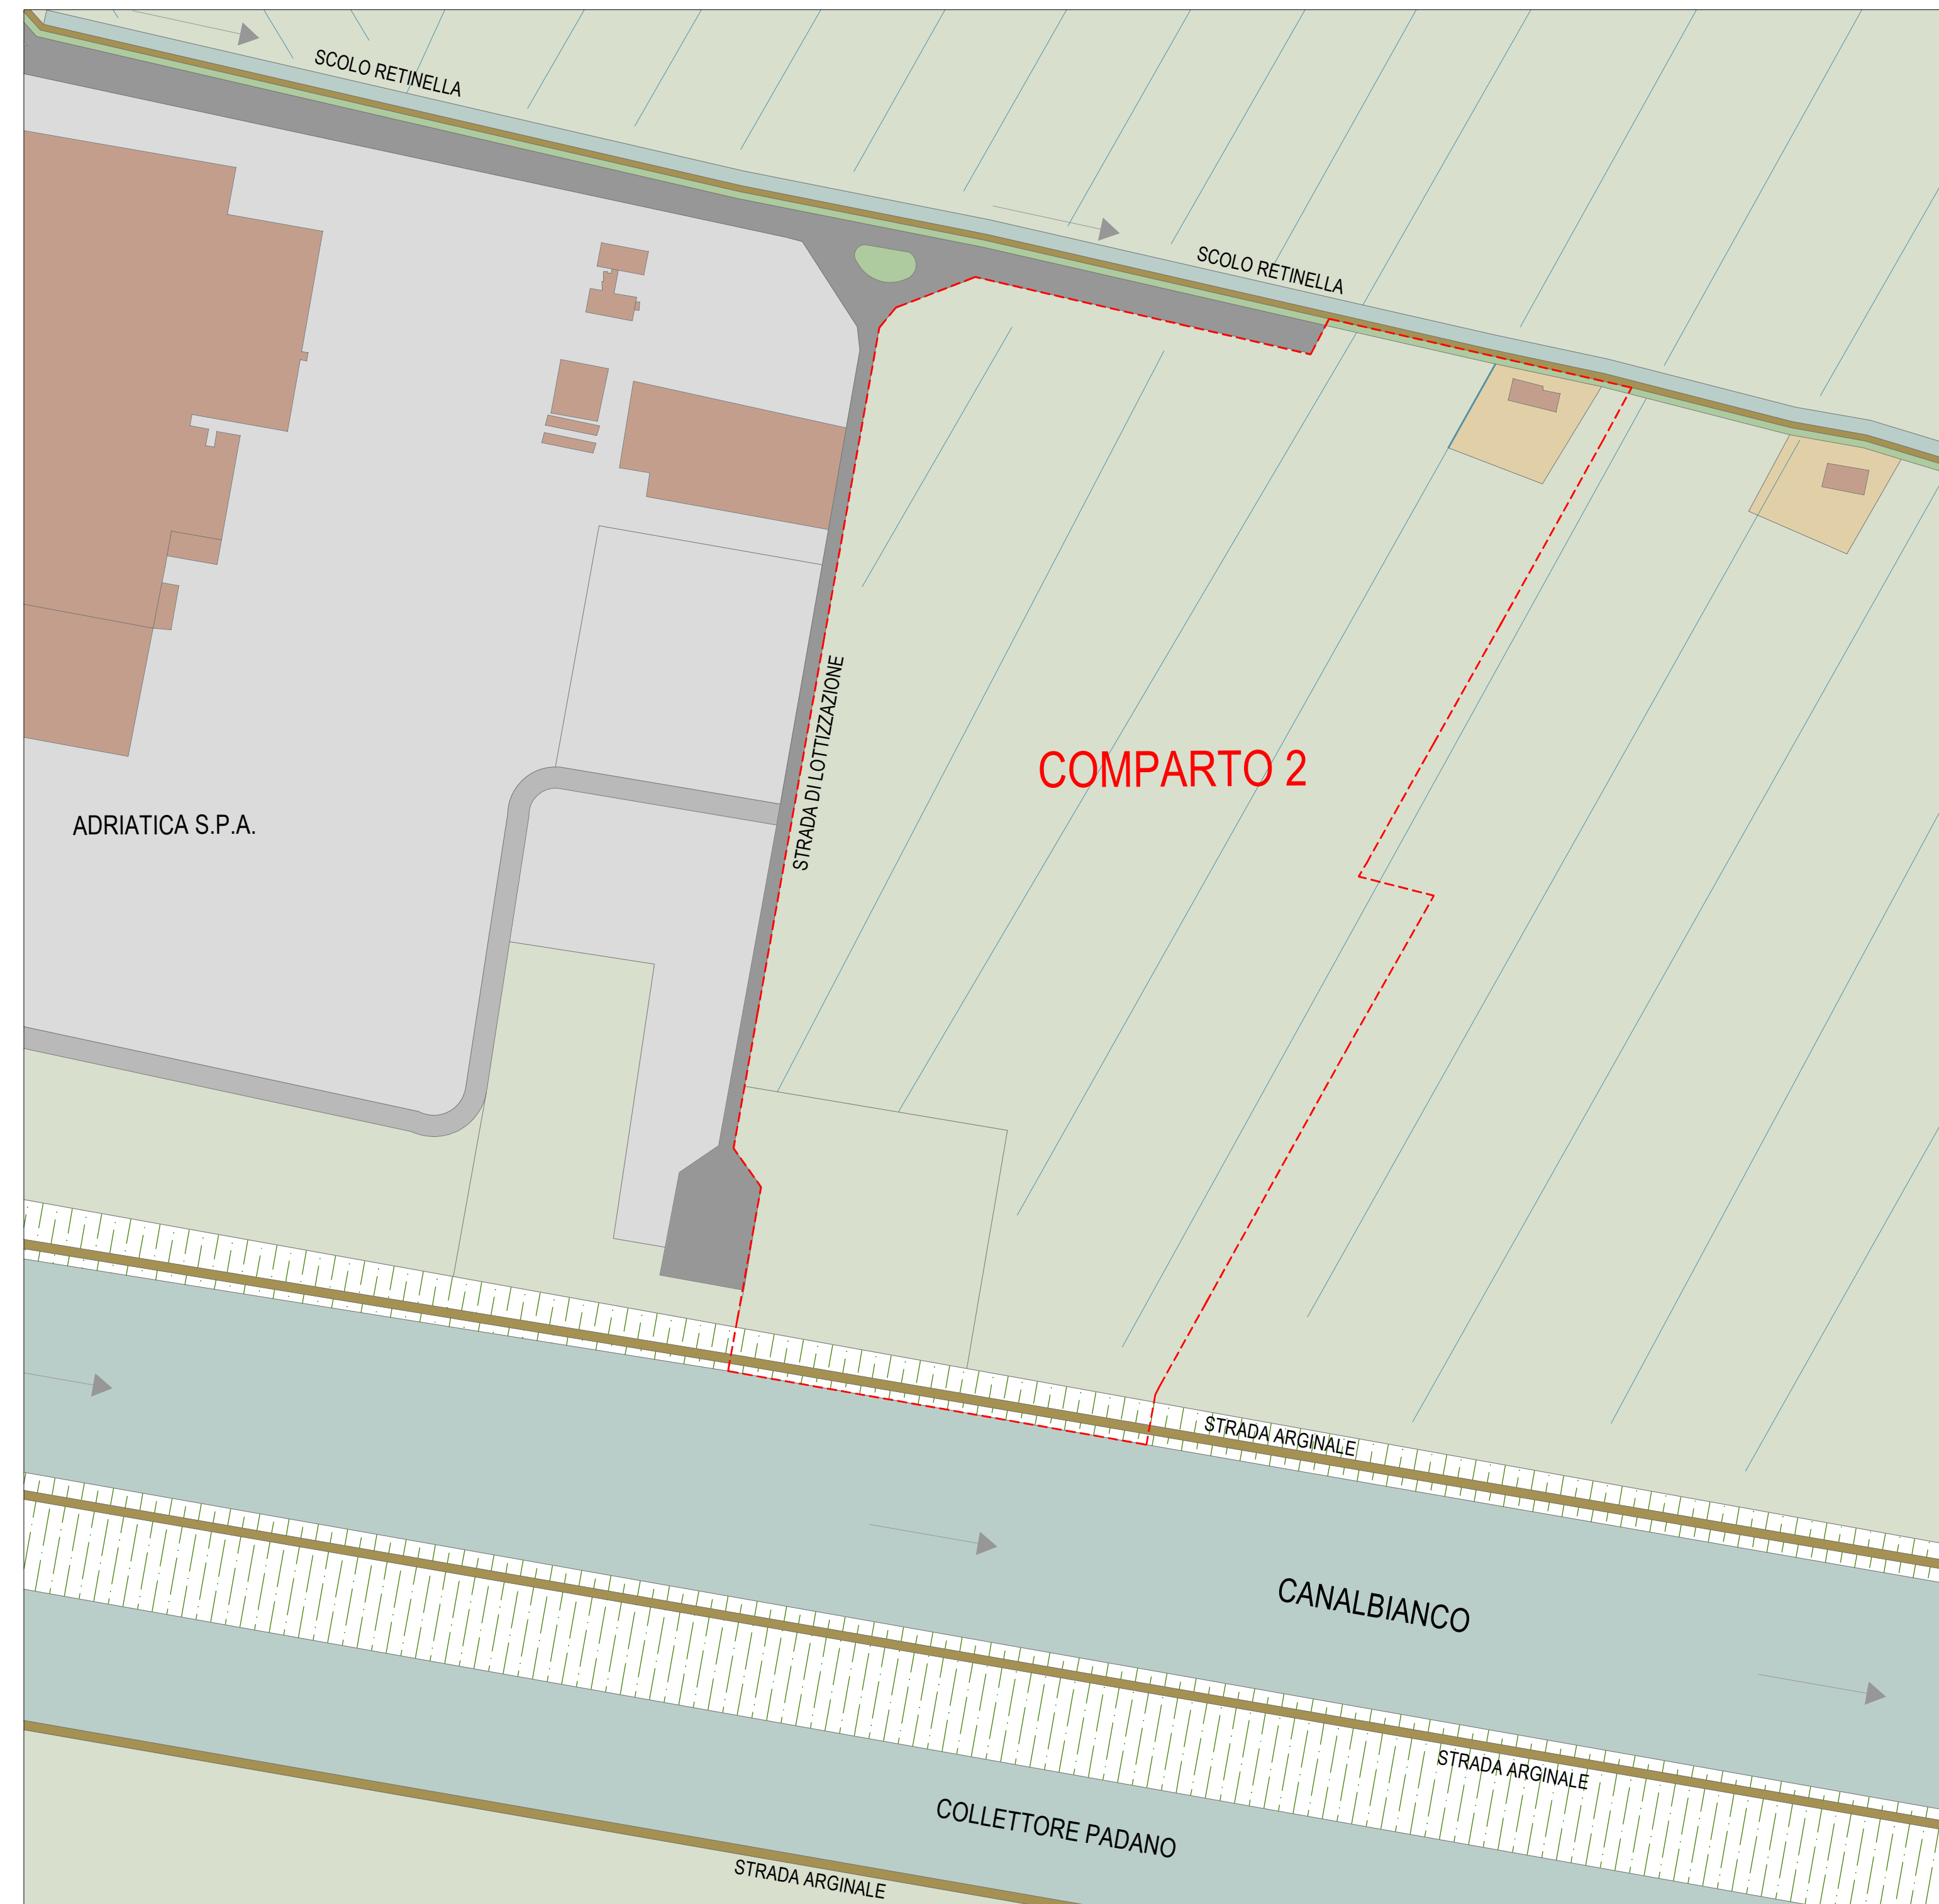 SCOLO RETINELLA
SCOLO RETINELLA
STRADA DI LOTTIZZAZIONE
COMPARTO 2
ADRIATICA S.P.A.
STRADA ARGINALE
CANALBIANCO
STRADA ARGINALE
COLLETTORE PADANO
STRADA ARGINALE